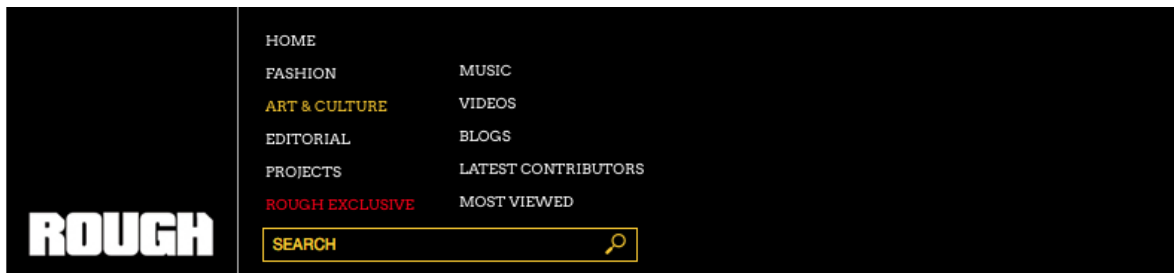 ROUGH
HOME
FASHION
ART & CULTURE
EDITORIAL
PROJECTS
ROUGH EXCLUSIVE
MUSIC
VIDEOS
BLOGS
LATEST CONTRIBUTORS
MOST VIEWED
SEARCH